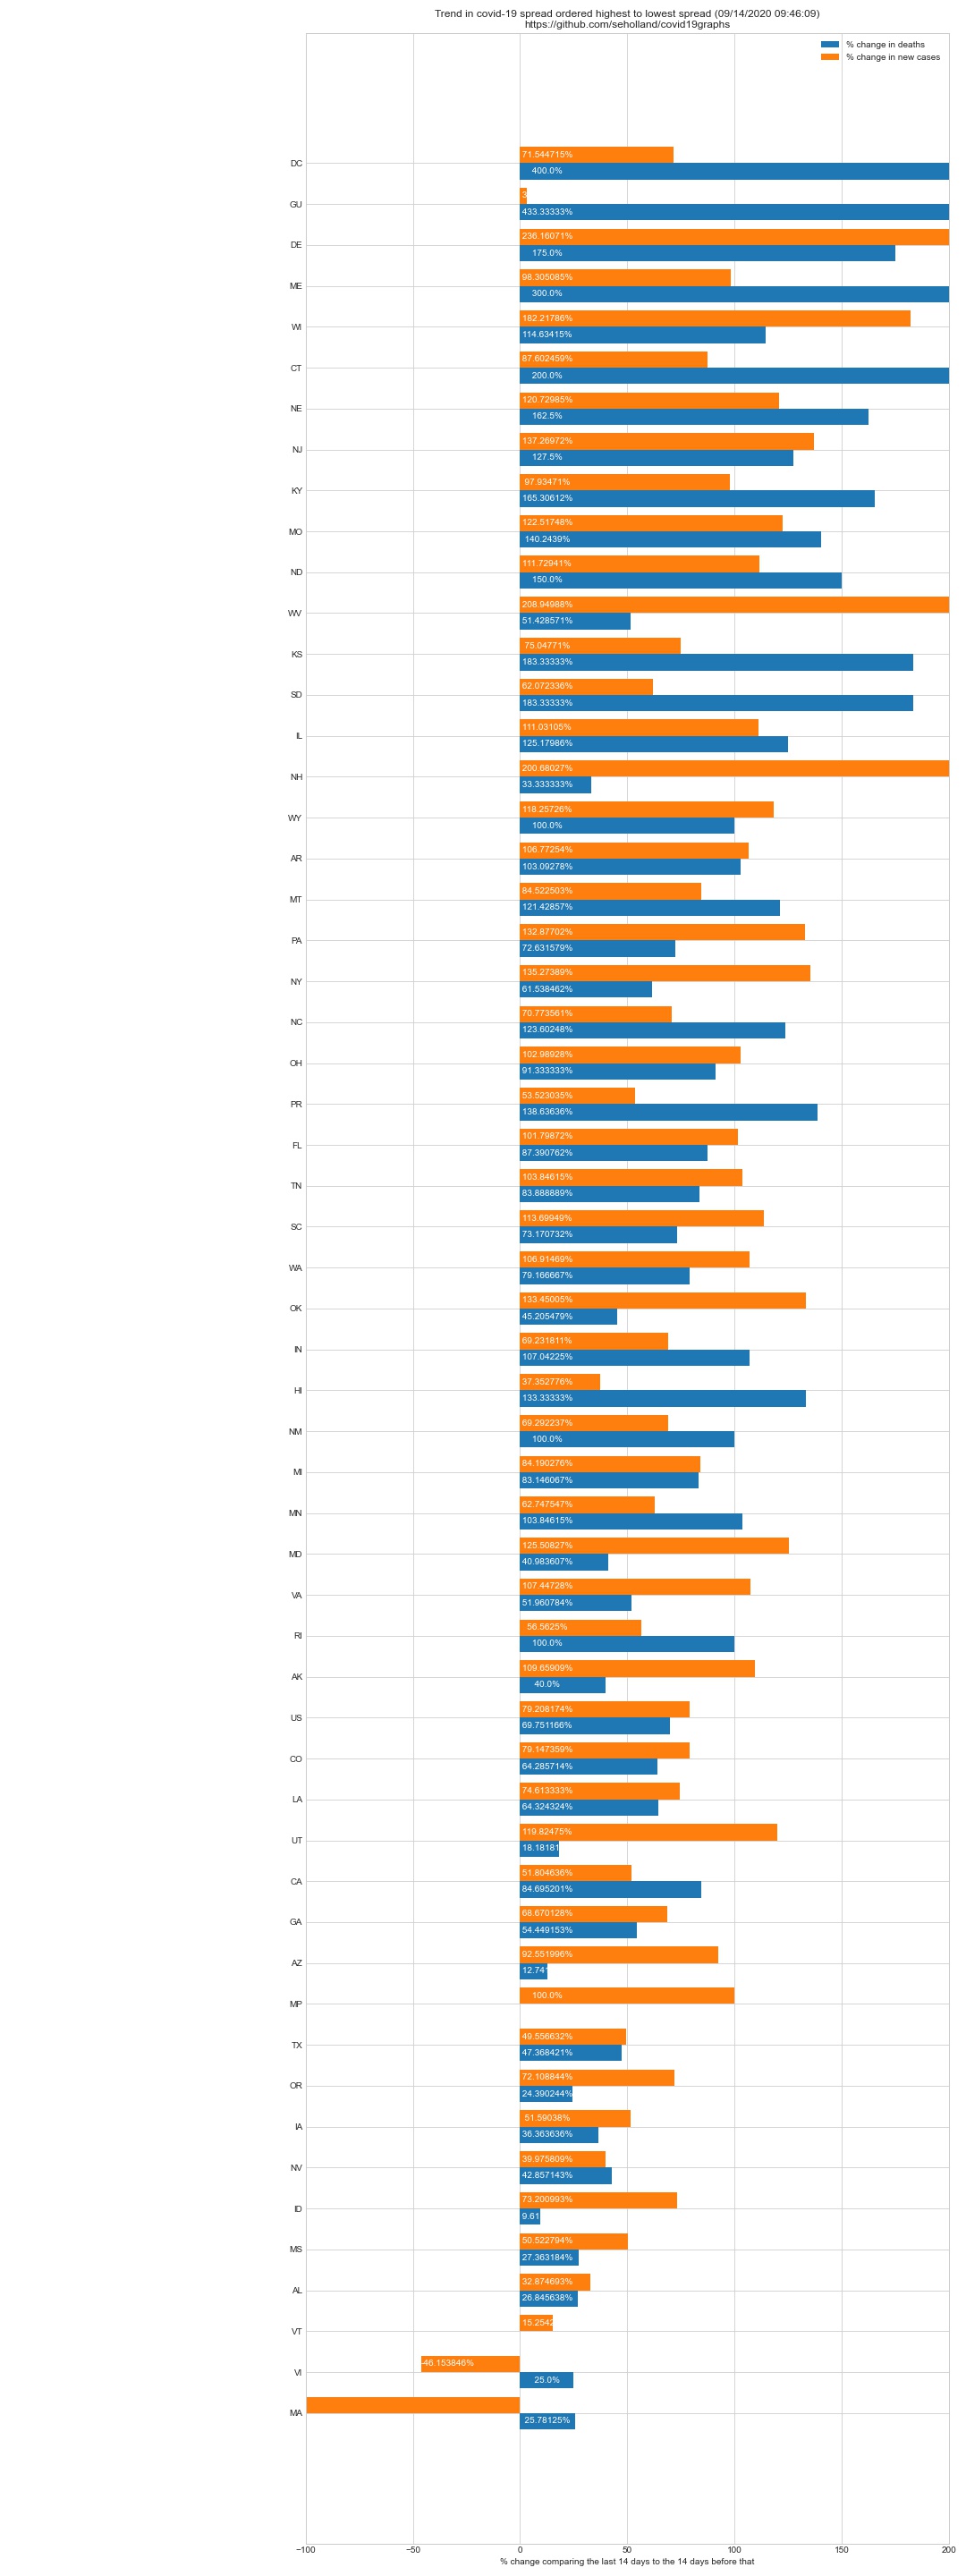 Trend in covid-19 spread ordered highest to lowest spread (09/14/2020 09:46:09)
https://github.com/seholland/covid19graphs
% change in deaths
% change in new cases
71.544715%
DC
400.0%
3
GU
433.33333%
236.16071%
DE
175.0%
98.305085%
ME
300.0%
182.21786%
WI
114.63415%
87.602459%
CT
200.0%
120.72985%
NE
162.5%
137.26972%
NJ
127.5%
97.93471%
KY
165.30612%
122.51748%
MO
140.2439%
111.72941%
ND
150.0%
208.94988%
WV
51.428571%
75.04771%
KS
183.33333%
62.072336%
SD
183.33333%
111.03105%
IL
125.17986%
200.68027%
NH
33.333333%
118.25726%
WY
100.0%
106.77254%
AR
103.09278%
84.522503%
MT
121.42857%
132.87702%
PA
72.631579%
135.27389%
NY
61.538462%
70.773561%
NC
123.60248%
102.98928%
OH
91.333333%
53.523035%
PR
138.63636%
101.79872%
FL
87.390762%
103.84615%
TN
83.888889%
113.69949%
SC
73.170732%
106.91469%
WA
79.166667%
133.45005%
OK
45.205479%
69.231811%
IN
107.04225%
37.352776%
HI
133.33333%
69.292237%
NM
100.0%
84.190276%
MI
83.146067%
62.747547%
MN
103.84615%
125.50827%
MD
40.983607%
107.44728%
VA
51.960784%
56.5625%
RI
100.0%
109.65909%
AK
40.0%
79.208174%
US
69.751166%
79.147359%
CO
64.285714%
74.613333%
LA
64.324324%
119.82475%
UT
18.18181
51.804636%
CA
84.695201%
68.670128%
GA
54.449153%
92.551996%
AZ
12.741
100.0%
MP
49.556632%
TX
47.368421%
72.108844%
OR
24.390244%
51.59038%
IA
36.363636%
39.975809%
NV
42.857143%
73.200993%
ID
9.61
50.522794%
MS
27.363184%
32.874693%
AL
26.845638%
15.2542
VT
-46.153846%
VI
25.0%
MA
25.78125%
−100 −50 0 50 100 150 200
% change comparing the last 14 days to the 14 days before that